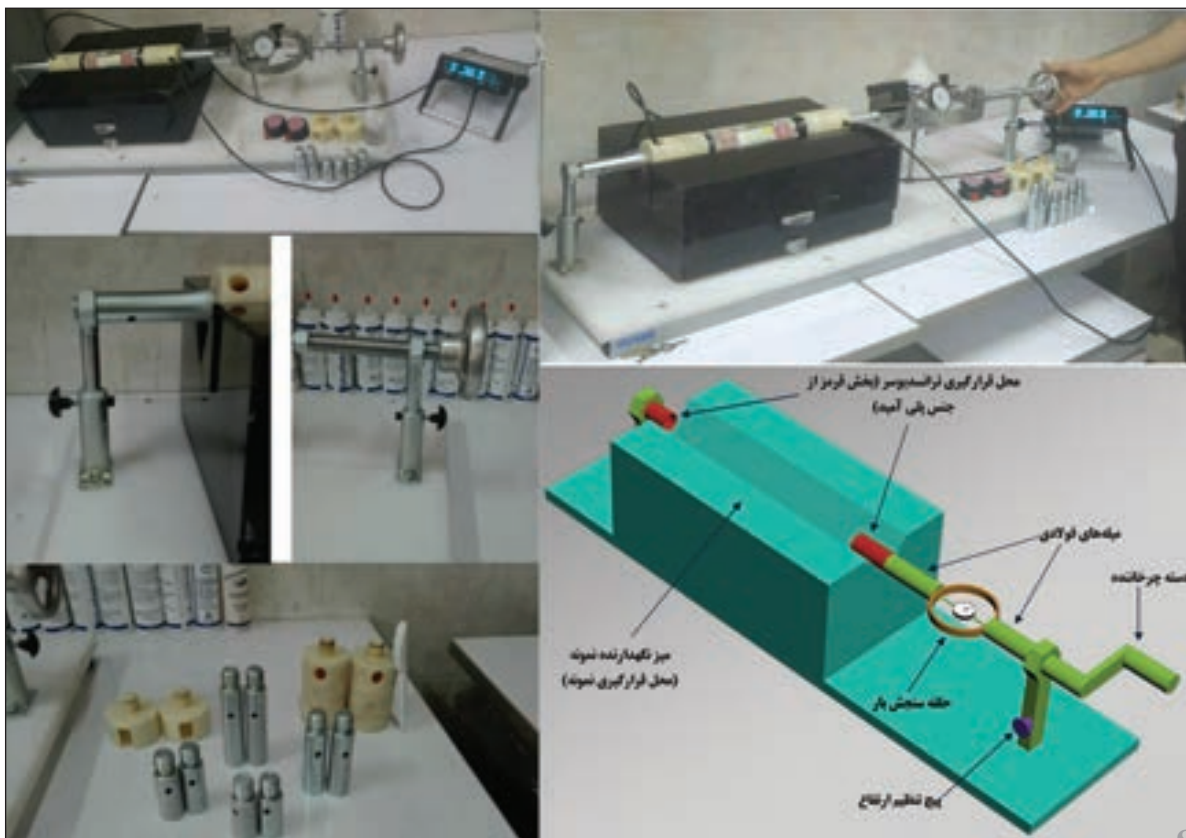 محل قرارگیری ترانسدیوسر (بخش قرمز از
جنس پلی آمید)
میله‌های فولادی
دسته چرخاننده
میز نگهدارنده نمونه
(محل قرارگیری نمونه)
حلقه سنجش بار
پیچ تنظیم ارتفاع